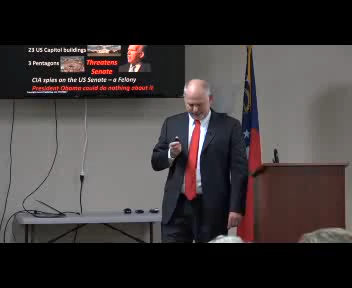 23 US Capitol buildings
3 Pentagons
Threatens
Senate
CIA spies on the US Senate – a Felony
President Obama could do nothing about it